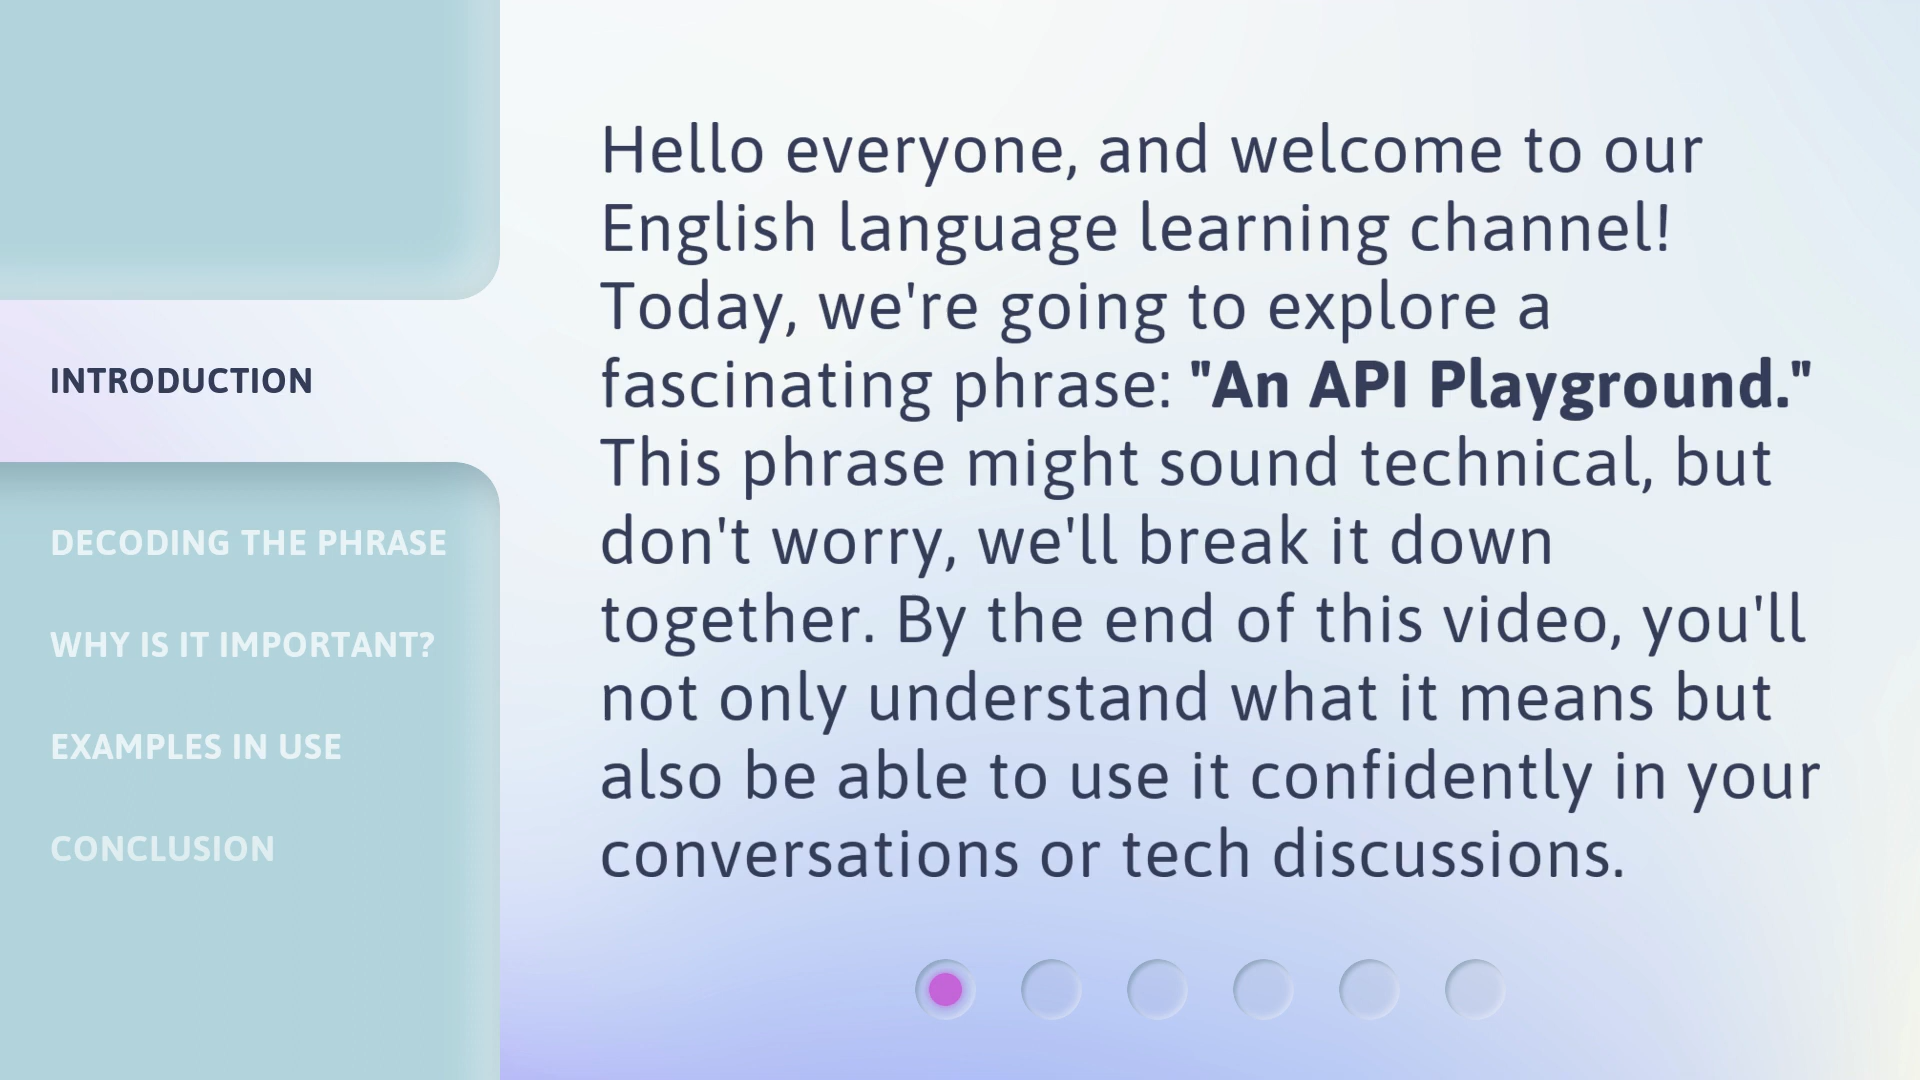 INTRODUCTION
DECODING THE PHRASE
WHY IS IT IMPORTANT?
EXAMPLES IN USE
CONCLUSION
Hello everyone, and welcome to our
English language learning channel!
Today, we're going to explore a
fascinating phrase: "An API Playground."
This phrase might sound technical, but
don't worry, we'll break it down
together. By the end of this video, you'll
not only understand what it means but
also be able to use it confidently in your
conversations or tech discussions.